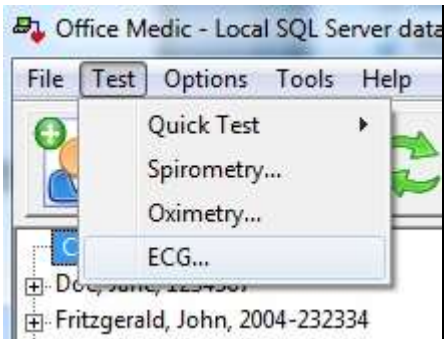 Office Medic - Local SQL Server data
File Test Options Tools Help
Quick Test
Spirometry...
Oximetry...
ECG...
Fritzgerald, John, 2004-232334